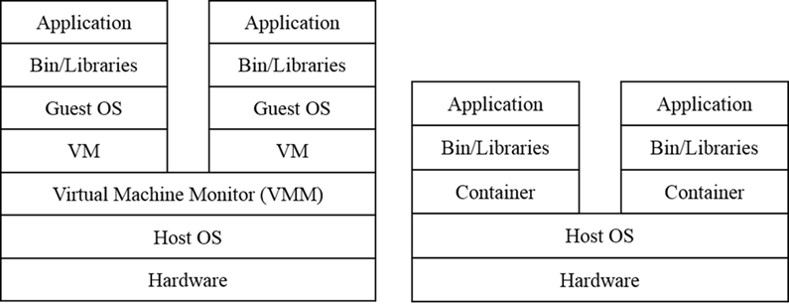 Application
Bin/Libraries
Guest OS
VM
Application
Bin/Libraries
Guest OS
VM
Virtual Machine Monitor (VMM)
Host OS
Hardware
Application
Bin/Libraries
Container
Application
Bin/Libraries
Container
Host OS
Hardware